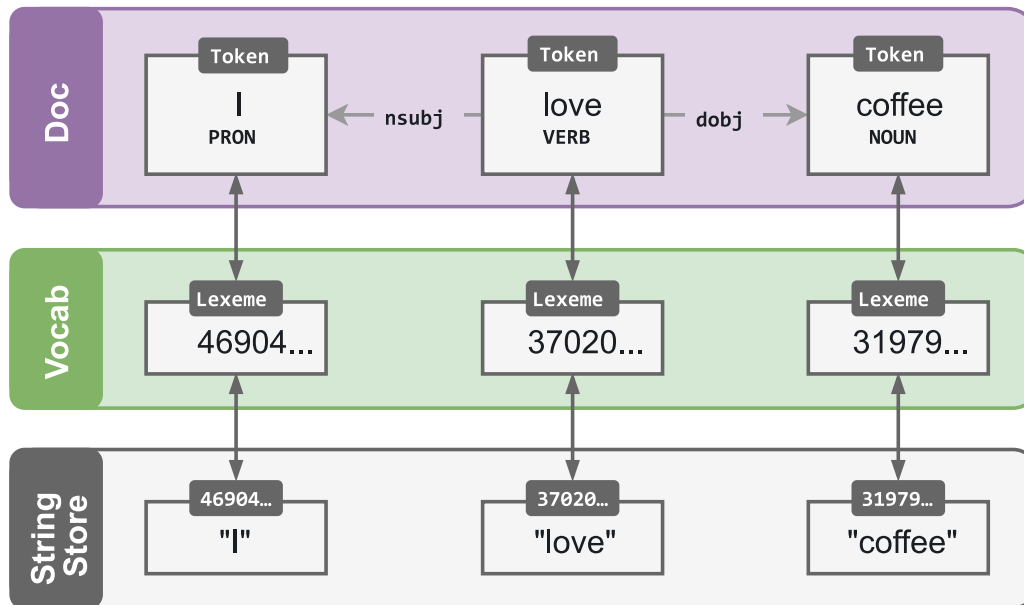 Doc
Token
I
PRON
nsubj
Token
love
VERB
dobj
Token
coffee
NOUN
Vocab
Lexeme
46904...
Lexeme
37020...
Lexeme
31979...
String
Store
46904…
"I"
37020…
"love"
31979…
"coffee"